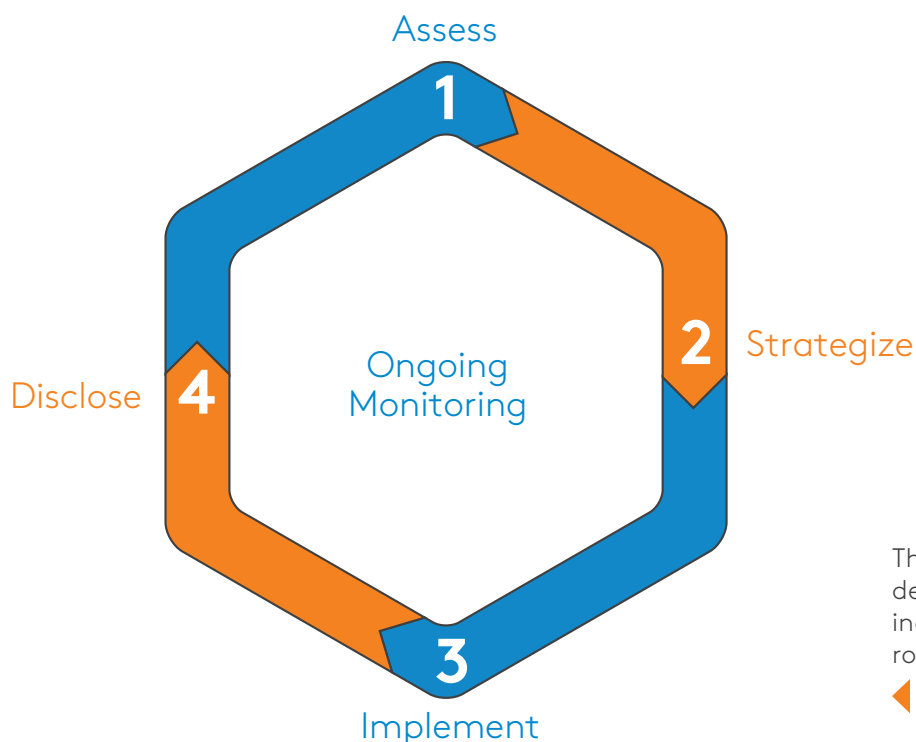 Assess
1
2
Strategize
Ongoing
Monitoring
Disclose
4
3
Implement